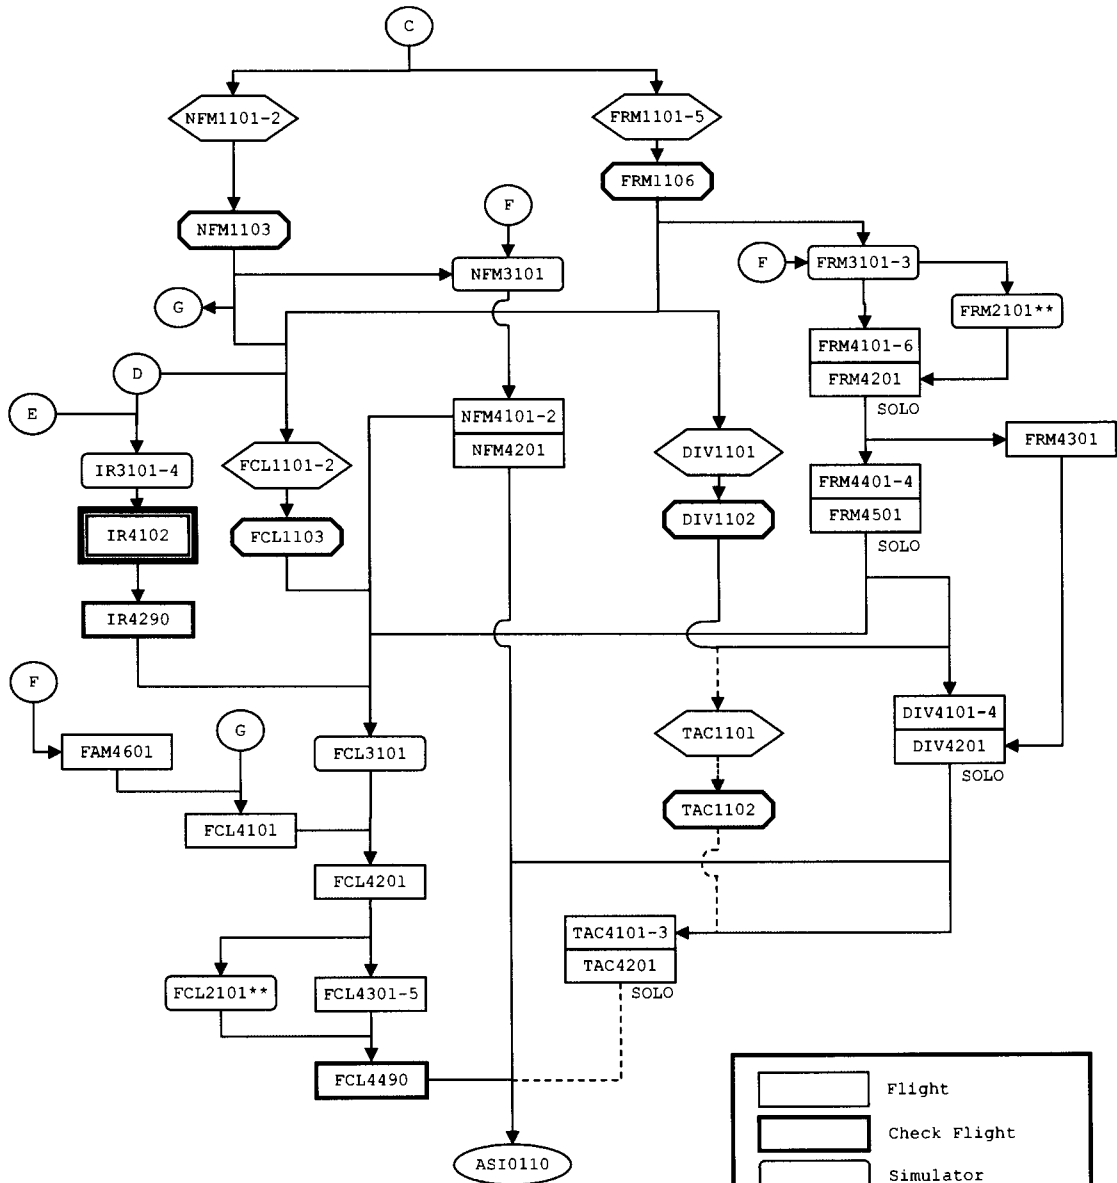 C
NFM1101-2
FRM1101-5
FRM1106
F
NFM1103
F
FRM3101-3
NFM3101
G
FRM2101**
FRM4101-6
D
FRM4201
SOLO
E
NFM4101-2
FRM4301
NFM4201
DIV1101
IR3101-4
FCL1101-2
FRM4401-4
DIV1102
FRM4501
IR4102
FCL1103
SOLO
IR4290
F
DIV4101-4
G
TAC1101
FAM4601
FCL3101
DIV4201
SOLO
TAC1102
FCL4101
FCL4201
TAC4101-3
TAC4201
FCL2101**
FCL4301-5
SOLO
FCL4490
Flight
Check Flight
ASI0110
Simulator